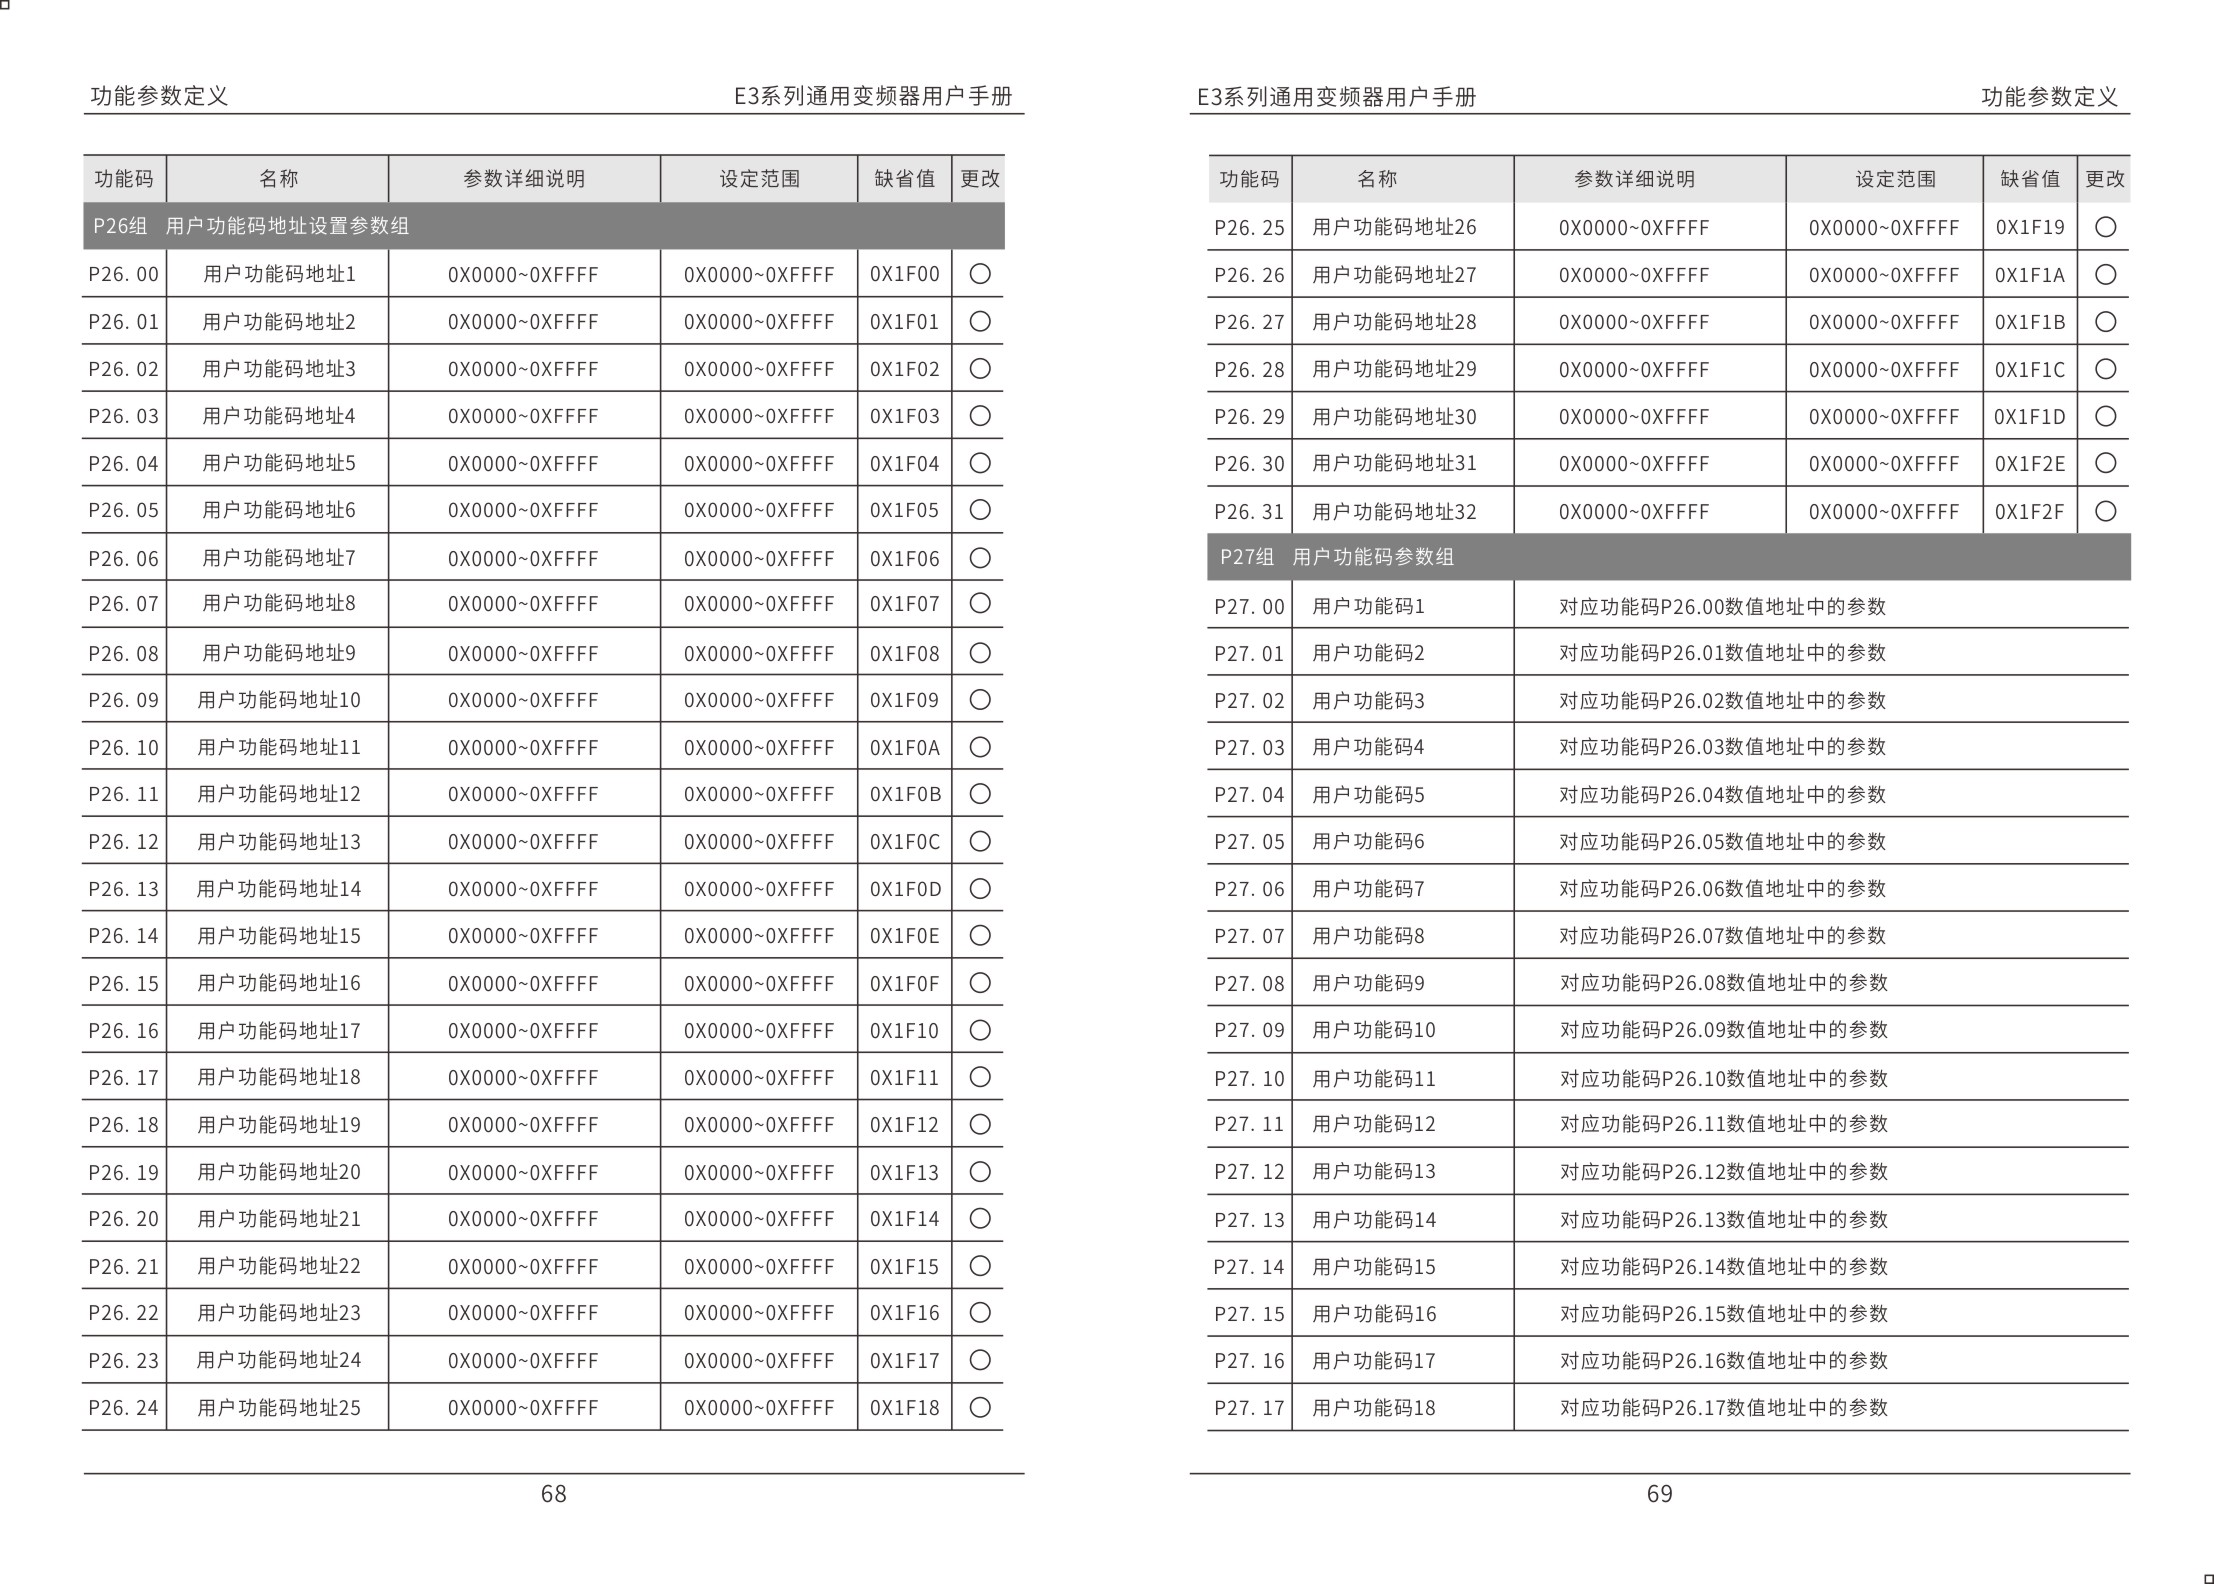 功能参数定义 E3系列通用变频器用户手册
功能码 名称 参数详细说明 设定范围 缺省值 更改
P26组 用户功能码地址设置参数组
P26. 00 用户功能码地址1 0X0000~0XFFFF 0X0000~0XFFFF 0X1F00 ○
P26. 01 用户功能码地址2 0X0000~0XFFFF 0X0000~0XFFFF 0X1F01 ○
P26. 02 用户功能码地址3 0X0000~0XFFFF 0X0000~0XFFFF 0X1F02 ○
P26. 03 用户功能码地址4 0X0000~0XFFFF 0X0000~0XFFFF 0X1F03 ○
P26. 04 用户功能码地址5 0X0000~0XFFFF 0X0000~0XFFFF 0X1F04 ○
P26. 05 用户功能码地址6 0X0000~0XFFFF 0X0000~0XFFFF 0X1F05 ○
P26. 06 用户功能码地址7 0X0000~0XFFFF 0X0000~0XFFFF 0X1F06 ○
P26. 07 用户功能码地址8 0X0000~0XFFFF 0X0000~0XFFFF 0X1F07 ○
P26. 08 用户功能码地址9 0X0000~0XFFFF 0X0000~0XFFFF 0X1F08 ○
P26. 09 用户功能码地址10 0X0000~0XFFFF 0X0000~0XFFFF 0X1F09 ○
P26. 10 用户功能码地址11 0X0000~0XFFFF 0X0000~0XFFFF 0X1F0A ○
P26. 11 用户功能码地址12 0X0000~0XFFFF 0X0000~0XFFFF 0X1F0B ○
P26. 12 用户功能码地址13 0X0000~0XFFFF 0X0000~0XFFFF 0X1F0C ○
P26. 13 用户功能码地址14 0X0000~0XFFFF 0X0000~0XFFFF 0X1F0D ○
P26. 14 用户功能码地址15 0X0000~0XFFFF 0X0000~0XFFFF 0X1F0E ○
P26. 15 用户功能码地址16 0X0000~0XFFFF 0X0000~0XFFFF 0X1F0F ○
P26. 16 用户功能码地址17 0X0000~0XFFFF 0X0000~0XFFFF 0X1F10 ○
P26. 17 用户功能码地址18 0X0000~0XFFFF 0X0000~0XFFFF 0X1F11 ○
P26. 18 用户功能码地址19 0X0000~0XFFFF 0X0000~0XFFFF 0X1F12 ○
P26. 19 用户功能码地址20 0X0000~0XFFFF 0X0000~0XFFFF 0X1F13 ○
P26. 20 用户功能码地址21 0X0000~0XFFFF 0X0000~0XFFFF 0X1F14 ○
P26. 21 用户功能码地址22 0X0000~0XFFFF 0X0000~0XFFFF 0X1F15 ○
P26. 22 用户功能码地址23 0X0000~0XFFFF 0X0000~0XFFFF 0X1F16 ○
P26. 23 用户功能码地址24 0X0000~0XFFFF 0X0000~0XFFFF 0X1F17 ○
P26. 24 用户功能码地址25 0X0000~0XFFFF 0X0000~0XFFFF 0X1F18 ○
68
E3系列通用变频器用户手册 功能参数定义
功能码 名称 参数详细说明 设定范围 缺省值 更改
P26. 25 用户功能码地址26 0X0000~0XFFFF 0X0000~0XFFFF 0X1F19 ○
P26. 26 用户功能码地址27 0X0000~0XFFFF 0X0000~0XFFFF 0X1F1A ○
P26. 27 用户功能码地址28 0X0000~0XFFFF 0X0000~0XFFFF 0X1F1B ○
P26. 28 用户功能码地址29 0X0000~0XFFFF 0X0000~0XFFFF 0X1F1C ○
P26. 29 用户功能码地址30 0X0000~0XFFFF 0X0000~0XFFFF 0X1F1D ○
P26. 30 用户功能码地址31 0X0000~0XFFFF 0X0000~0XFFFF 0X1F2E ○
P26. 31 用户功能码地址32 0X0000~0XFFFF 0X0000~0XFFFF 0X1F2F ○
P27组 用户功能码参数组
P27. 00 用户功能码1 对应功能码P26.00数值地址中的参数
P27. 01 用户功能码2 对应功能码P26.01数值地址中的参数
P27. 02 用户功能码3 对应功能码P26.02数值地址中的参数
P27. 03 用户功能码4 对应功能码P26.03数值地址中的参数
P27. 04 用户功能码5 对应功能码P26.04数值地址中的参数
P27. 05 用户功能码6 对应功能码P26.05数值地址中的参数
P27. 06 用户功能码7 对应功能码P26.06数值地址中的参数
P27. 07 用户功能码8 对应功能码P26.07数值地址中的参数
P27. 08 用户功能码9 对应功能码P26.08数值地址中的参数
P27. 09 用户功能码10 对应功能码P26.09数值地址中的参数
P27. 10 用户功能码11 对应功能码P26.10数值地址中的参数
P27. 11 用户功能码12 对应功能码P26.11数值地址中的参数
P27. 12 用户功能码13 对应功能码P26.12数值地址中的参数
P27. 13 用户功能码14 对应功能码P26.13数值地址中的参数
P27. 14 用户功能码15 对应功能码P26.14数值地址中的参数
P27. 15 用户功能码16 对应功能码P26.15数值地址中的参数
P27. 16 用户功能码17 对应功能码P26.16数值地址中的参数
P27. 17 用户功能码18 对应功能码P26.17数值地址中的参数
69